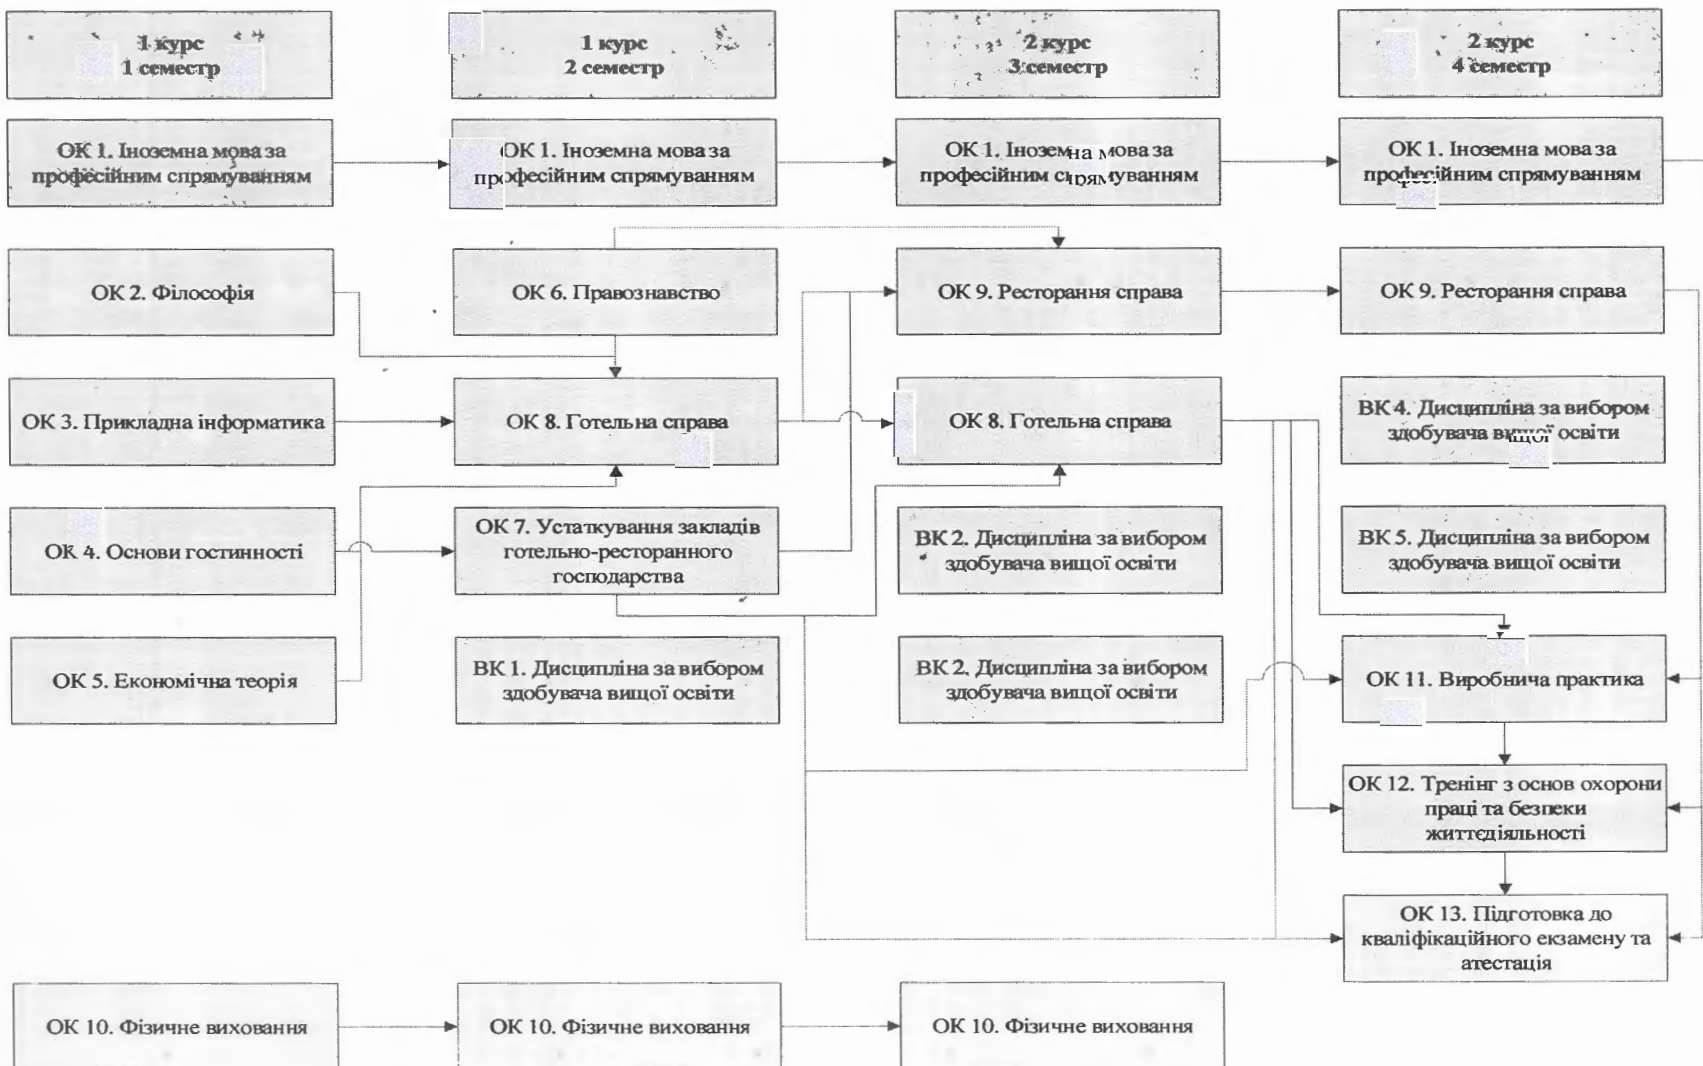 1 курс
1 семестр
1 курс
2 семестр
2 курс
3 семестр
2 курс
4 семестр
ОК 1. Іноземна мова за
професійним спрямуванням
ОК 1. Іноземна мова за
професійним спрямуванням
ОК 1. Іноземна мова за
професійним спрямуванням
ОК 1. Іноземна мова за
професійним спрямуванням
ОК 2. Філософія
ОК 6. Правознавство
ОК 9. Ресторання справа
ОК 9. Ресторання справа
ОК 3. Прикладна інформатика
ОК 8. Готельна справа
ОК 8. Готельна справа
ВК 4. Дисципліна за вибором
здобувача вищої освіти
ОК 4. Основи гостинності
ОК 7. Устаткування закладів
готельно-ресторанного
господарства
ВК 2. Дисципліна за вибором
здобувача вищої освіти
ВК 5. Дисципліна за вибором
здобувача вищої освіти
ОК 5. Економічна теорія
ВК 1. Дисципліна за вибором
здобувача вищої освіти
ВК 2. Дисципліна за вибором
здобувача вищої освіти
ОК 11. Виробнича практика
ОК 12. Тренінг з основ охорони
праці та безпеки
життєдіяльності
ОК 13. Підготовка до
кваліфікаційного екзамену та
атестація
ОК 10. Фізичне виховання
ОК 10. Фізичне виховання
ОК 10. Фізичне виховання